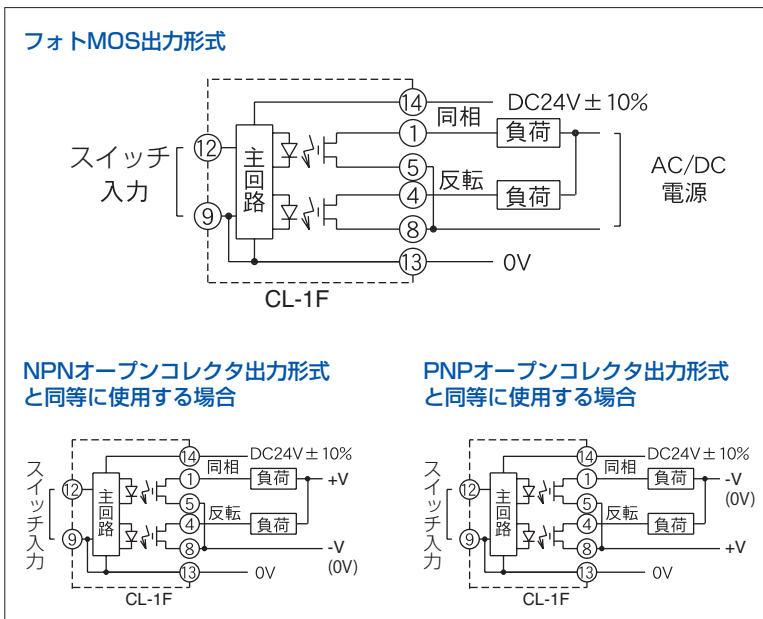 フォトMOS出力形式
⑭ DC24V±10%
同相
① 負荷
⑫
スイッチ
入力
主回路
⑤
反転
④ 負荷
AC/DC
電源
⑨
⑧
⑬ 0V
CL-1F
NPNオープンコレクタ出力形式
と同等に使用する場合
⑭ DC24V±10%
同相
① 負荷 +V
スイッチ入力
⑫
主回路
⑤
反転
④ 負荷
⑨
⑧ -V
(0V)
⑬ 0V
CL-1F
PNPオープンコレクタ出力形式
と同等に使用する場合
⑭ DC24V±10%
同相
① 負荷 -V
(0V)
スイッチ入力
⑫
主回路
⑤
反転
④ 負荷
⑨
⑧ +V
⑬ 0V
CL-1F